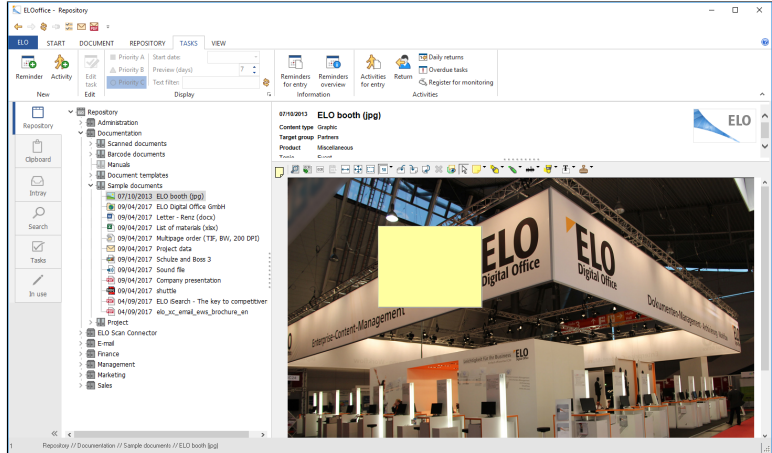 ELOoffice - Repository
ELO START DOCUMENT REPOSITORY TASKS VIEW
Reminder Activity
New
Edit task
Edit
Priority A Start date:
Priority B Preview (days) 7
Priority C Text filter:
Display
Reminders for entry
Reminders overview
Information
Activities for entry
Return
Daily returns
Overdue tasks
Register for monitoring
Activities
Repository
Clipboard
Intray
Search
Tasks
In use
Repository
Administration
Documentation
Scanned documents
Barcode documents
Manuals
Document templates
Sample documents
07/10/2013 ELO booth (jpg)
09/04/2017 ELO Digital Office GmbH
09/04/2017 Letter - Renz (docx)
09/04/2017 List of materials (xlsx)
09/04/2017 Multipage order (TIF, BW, 200 DPI)
09/04/2017 Project data
09/04/2017 Schulze and Boss 3
09/04/2017 Sound file
09/04/2017 Company presentation
09/04/2017 shuttle
04/09/2017 ELO iSearch - The key to competitiver
04/09/2017 elo_xc_email_ews_brochure_en
Project
ELO Scan Connector
E-mail
Finance
Management
Marketing
Sales
07/10/2013 ELO booth (jpg)
Content type Graphic
Target group Partners
Product Miscellaneous
Topic Event
ELO
ELO
Digital Office
ELO
Digital Office
Enterprise-Content-Management
Dokumenten-Management
ELO
1 Repository // Documentation // Sample documents // ELO booth (jpg)